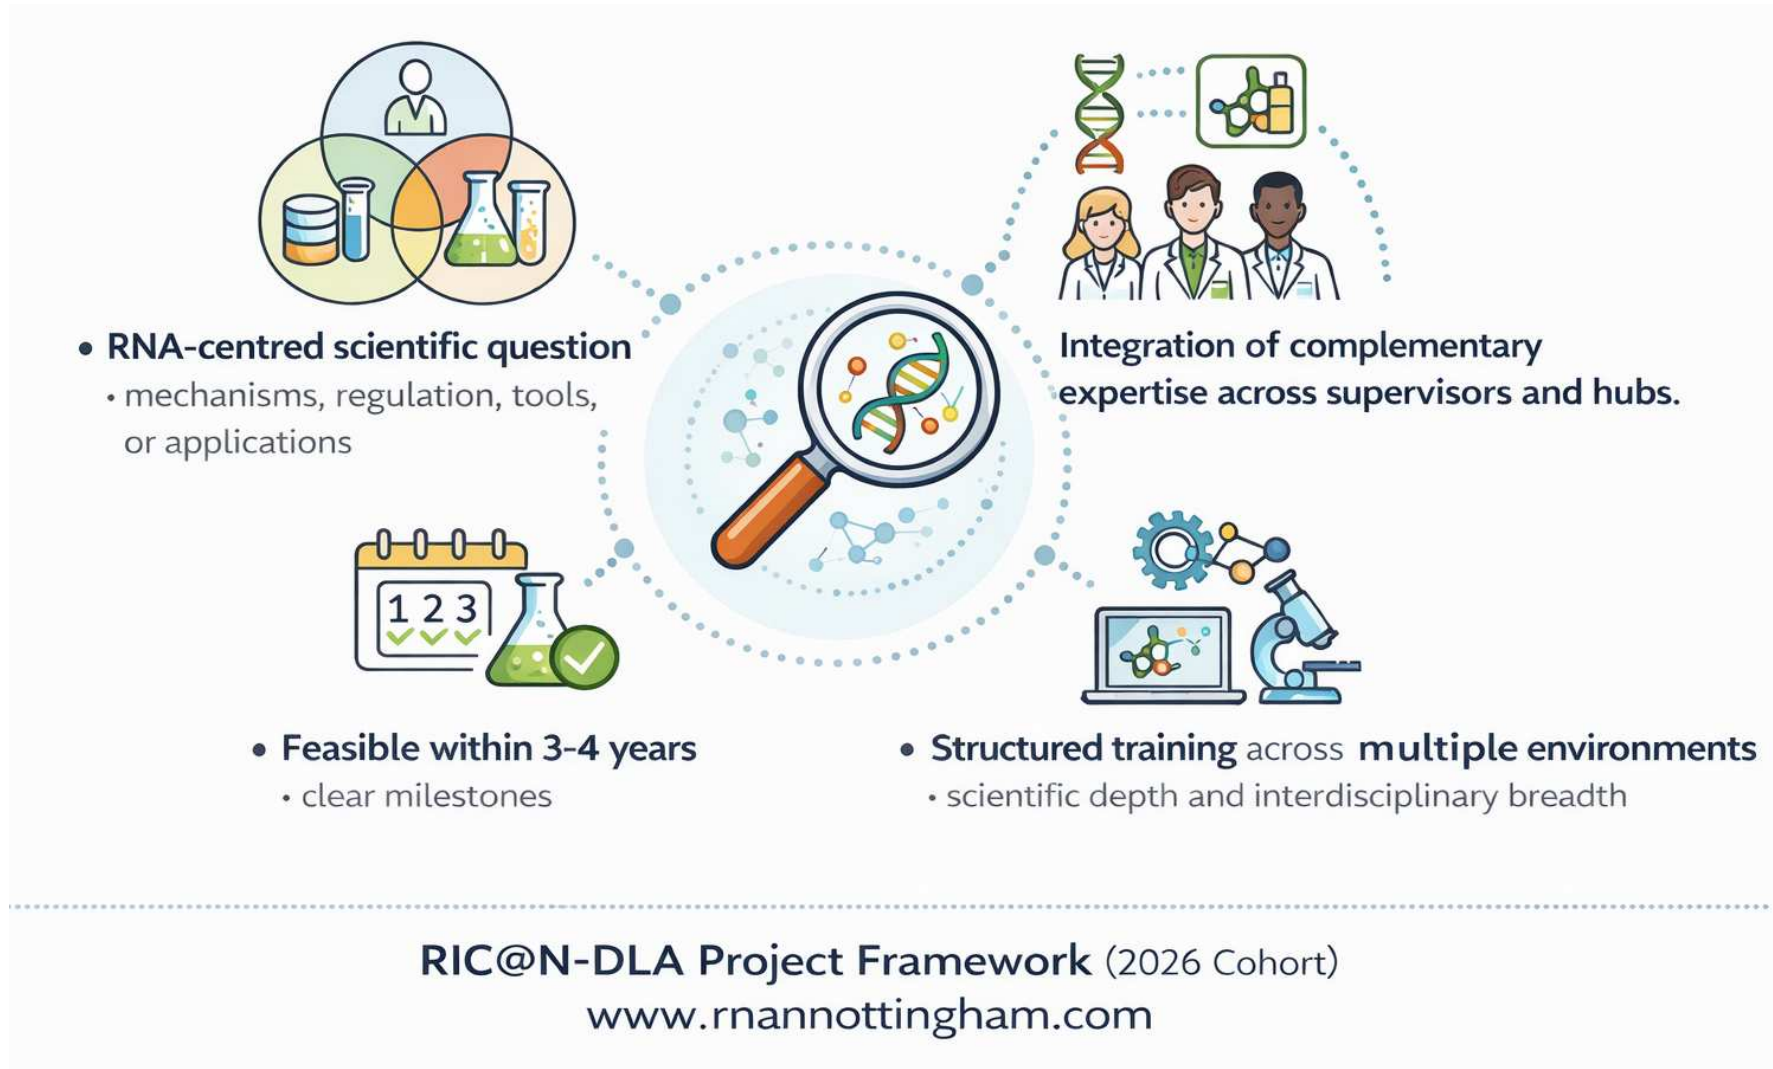 • RNA-centred scientific question
• mechanisms, regulation, tools,
or applications
Integration of complementary
expertise across supervisors and hubs.
1 2 3
• Feasible within 3-4 years
• clear milestones
• Structured training across multiple environments
• scientific depth and interdisciplinary breadth
RIC@N-DLA Project Framework (2026 Cohort)
www.rnannottingham.com